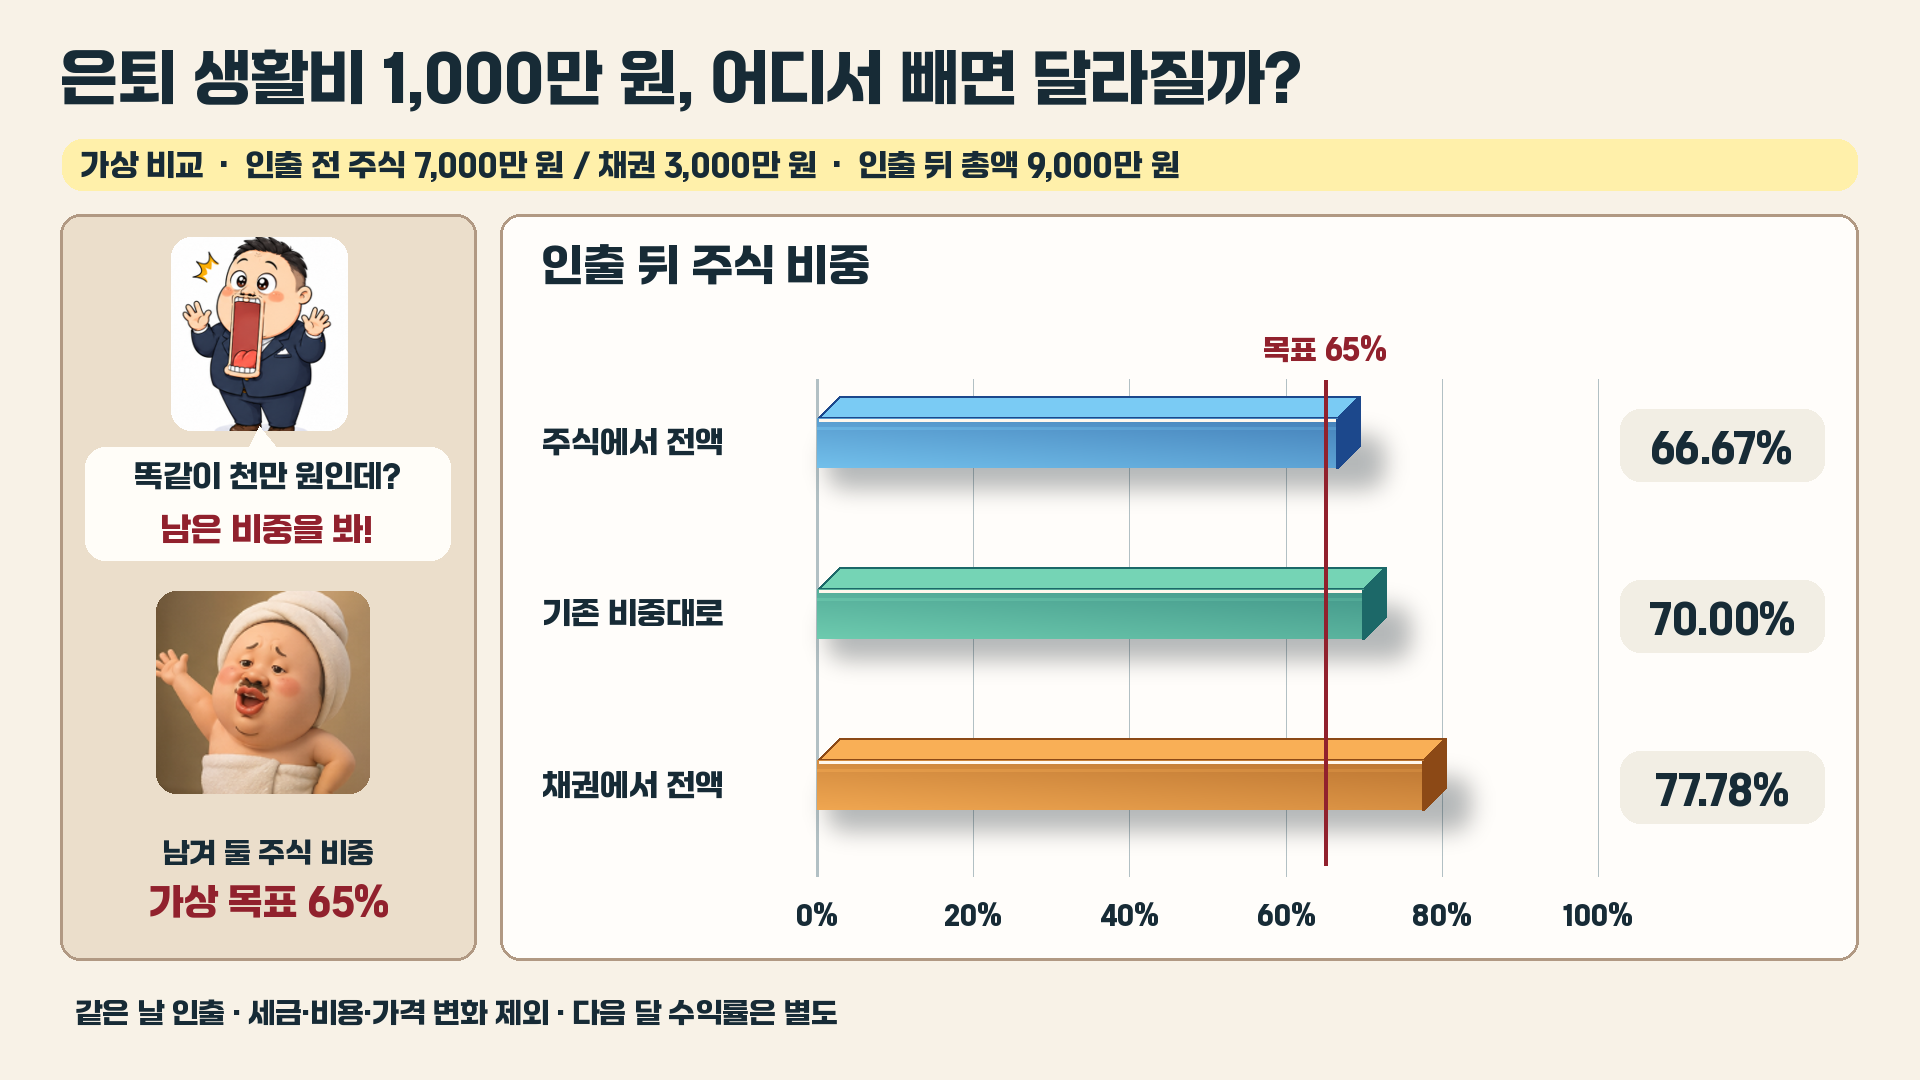 은퇴 생활비 1,000만 원, 어디서 빼면 달라질까?
가상 비교 · 인출 전 주식 7,000만 원 / 채권 3,000만 원 · 인출 뒤 총액 9,000만 원
똑같이 천만 원인데?
남은 비중을 봐!
남겨 둘 주식 비중
가상 목표 65%
인출 뒤 주식 비중
목표 65%
주식에서 전액 66.67%
기존 비중대로 70.00%
채권에서 전액 77.78%
0% 20% 40% 60% 80% 100%
같은 날 인출 · 세금·비용·가격 변화 제외 · 다음 달 수익률은 별도